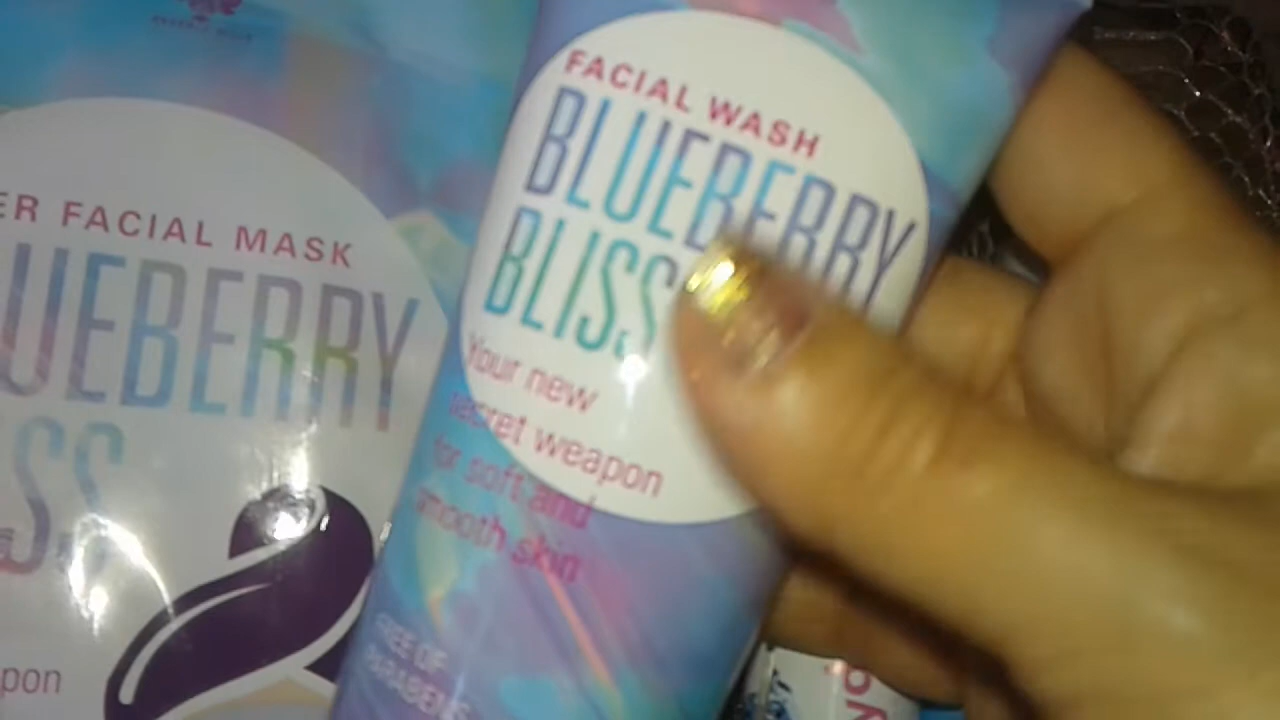 ER FACIAL MASK
UEBERRY
ISS
pon
FACIAL WASH
BLUEBERRY
BLISS
Your new
secret weapon
for soft and
smooth skin
FREE OF
PARABENS